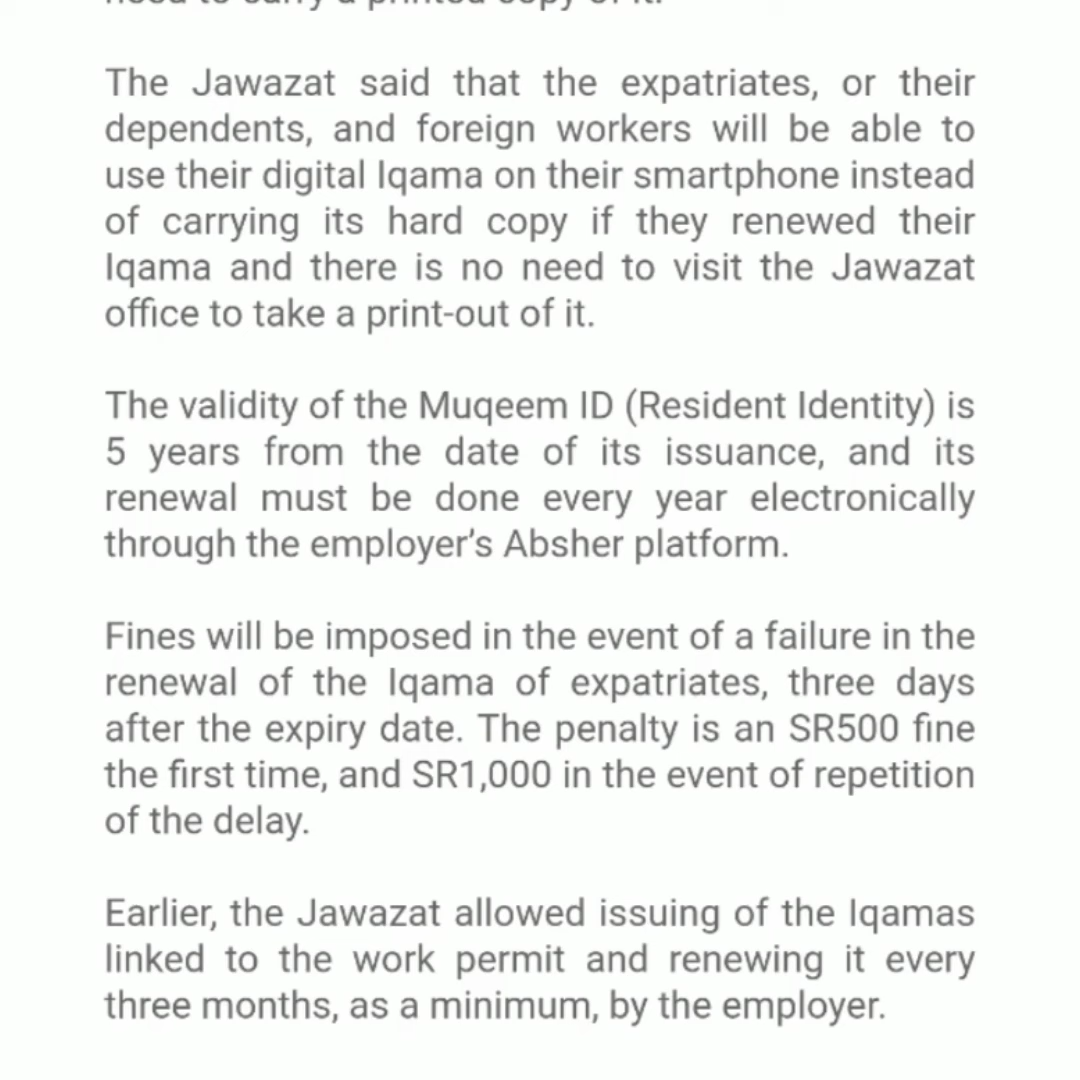 need to carry a printed copy of it.
The Jawazat said that the expatriates, or their
dependents, and foreign workers will be able to
use their digital Iqama on their smartphone instead
of carrying its hard copy if they renewed their
Iqama and there is no need to visit the Jawazat
office to take a print-out of it.
The validity of the Muqeem ID (Resident Identity) is
5 years from the date of its issuance, and its
renewal must be done every year electronically
through the employer’s Absher platform.
Fines will be imposed in the event of a failure in the
renewal of the Iqama of expatriates, three days
after the expiry date. The penalty is an SR500 fine
the first time, and SR1,000 in the event of repetition
of the delay.
Earlier, the Jawazat allowed issuing of the Iqamas
linked to the work permit and renewing it every
three months, as a minimum, by the employer.